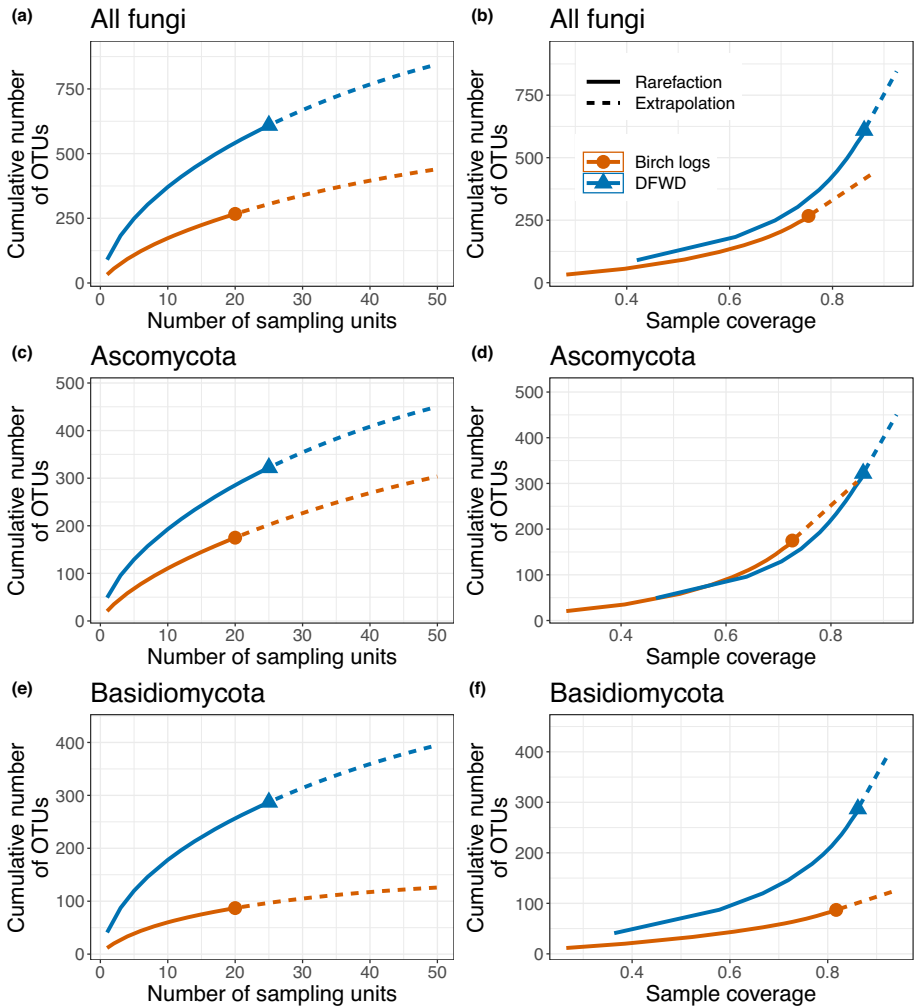 (a)
All fungi
Cumulative number
of OTUs
750
500
250
0
0 10 20 30 40 50
Number of sampling units
(b)
All fungi
Cumulative number
of OTUs
750
500
250
0
Rarefaction
Extrapolation
Birch logs
DFWD
0.4 0.6 0.8
Sample coverage
(c)
Ascomycota
Cumulative number
of OTUs
500
400
300
200
100
0
0 10 20 30 40 50
Number of sampling units
(d)
Ascomycota
Cumulative number
of OTUs
500
400
300
200
100
0
0.4 0.6 0.8
Sample coverage
(e)
Basidiomycota
Cumulative number
of OTUs
400
300
200
100
0
0 10 20 30 40 50
Number of sampling units
(f)
Basidiomycota
Cumulative number
of OTUs
400
300
200
100
0
0.4 0.6 0.8
Sample coverage